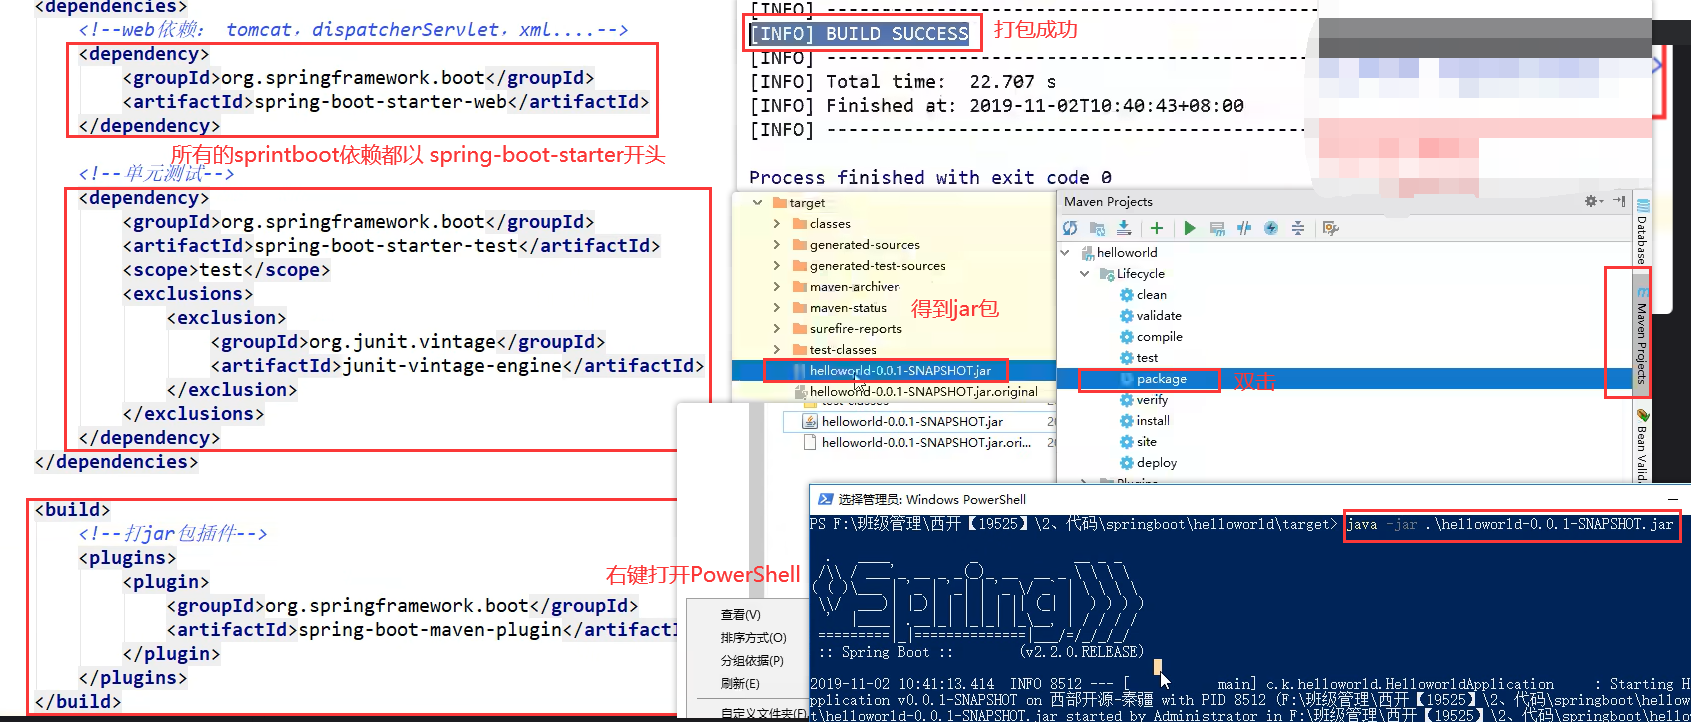 <dependencies>
<!--web依赖： tomcat，dispatcherServlet，xml....-->
<dependency>
<groupId>org.springframework.boot</groupId>
<artifactId>spring-boot-starter-web</artifactId>
</dependency>
所有的sprintboot依赖都以 spring-boot-starter开头
<!--单元测试-->
<dependency>
<groupId>org.springframework.boot</groupId>
<artifactId>spring-boot-starter-test</artifactId>
<scope>test</scope>
<exclusions>
<exclusion>
<groupId>org.junit.vintage</groupId>
<artifactId>junit-vintage-engine</artifactId>
</exclusion>
</exclusions>
</dependency>
</dependencies>
<build>
<!--打jar包插件-->
<plugins>
<plugin>
<groupId>org.springframework.boot</groupId>
<artifactId>spring-boot-maven-plugin</artifactI
</plugin>
</plugins>
</build>
[INFO] ----------------------------------------------
[INFO] BUILD SUCCESS
打包成功
[INFO] ----------------------------------------------
[INFO] Total time:  22.707 s
[INFO] Finished at: 2019-11-02T10:40:43+08:00
[INFO] ----------------------------------------------
Process finished with exit code 0
target
classes
generated-sources
generated-test-sources
maven-archiver
maven-status
得到jar包
surefire-reports
test-classes
helloworld-0.0.1-SNAPSHOT.jar
helloworld-0.0.1-SNAPSHOT.jar.original
test-classes
helloworld-0.0.1-SNAPSHOT.jar
helloworld-0.0.1-SNAPSHOT.jar.ori...
Maven Projects
helloworld
Lifecycle
clean
validate
compile
test
package
双击
verify
install
site
deploy
Plugins
Database
Maven Projects
Bean Valid
右键打开PowerShell
查看(V)
排序方式(O)
分组依据(P)
刷新(E)
自定义文件夹(F)
选择管理员: Windows PowerShell
PS F:\班级管理\西开【19525】\2、代码\springboot\helloworld\target> java -jar .\helloworld-0.0.1-SNAPSHOT.jar
Spring
:: Spring Boot ::        (v2.2.0.RELEASE)
2019-11-02 10:41:13.414  INFO 8512 --- [           main] c.k.helloworld.HelloworldApplication     : Starting H
pplication v0.0.1-SNAPSHOT on 西部开源-秦疆 with PID 8512 (F:\班级管理\西开【19525】\2、代码\springboot\hellow
t\helloworld-0.0.1-SNAPSHOT.jar started by Administrator in F:\班级管理\西开【19525】\2、代码\springboot\hello